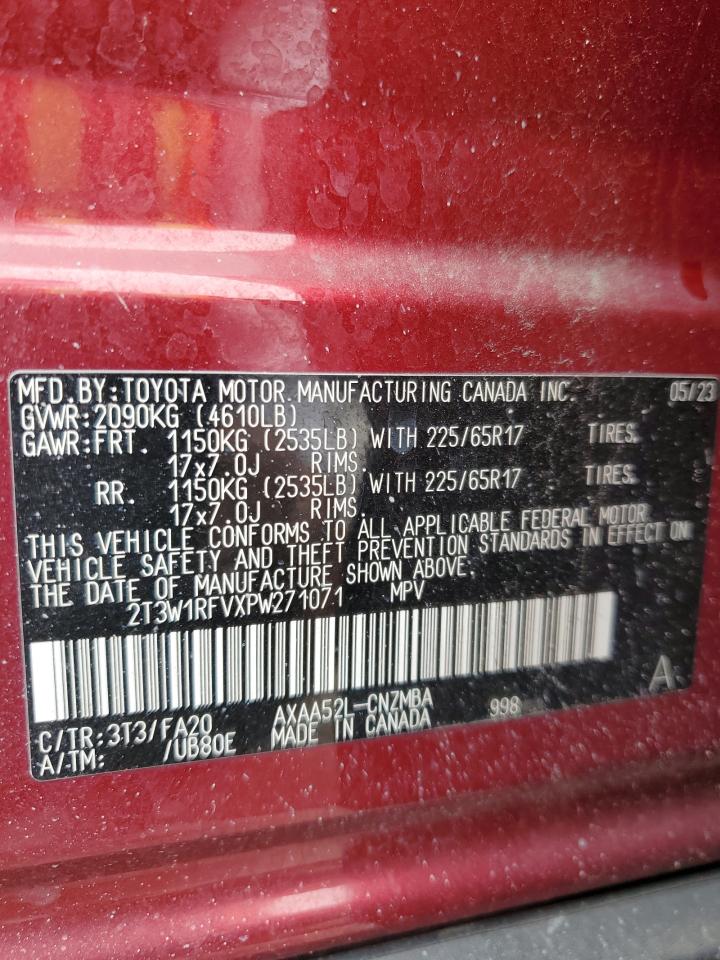 MFD.BY:TOYOTA MOTOR MANUFACTURING CANADA INC. 05/23
GVWR:2090KG (4610LB)
GAWR:FRT. 1150KG (2535LB) WITH 225/65R17 TIRES.
17x7.0J RIMS.
RR. 1150KG (2535LB) WITH 225/65R17 TIRES.
17x7.0J RIMS.
THIS VEHICLE CONFORMS TO ALL APPLICABLE FEDERAL MOTOR
VEHICLE SAFETY AND THEFT PREVENTION STANDARDS IN EFFECT ON
THE DATE OF MANUFACTURE SHOWN ABOVE.
2T3W1RFVXPW271071 MPV
A
C/TR:3T3/FA20 AXAA52L-CNZMBA 998
A/TM: /UB80E MADE IN CANADA